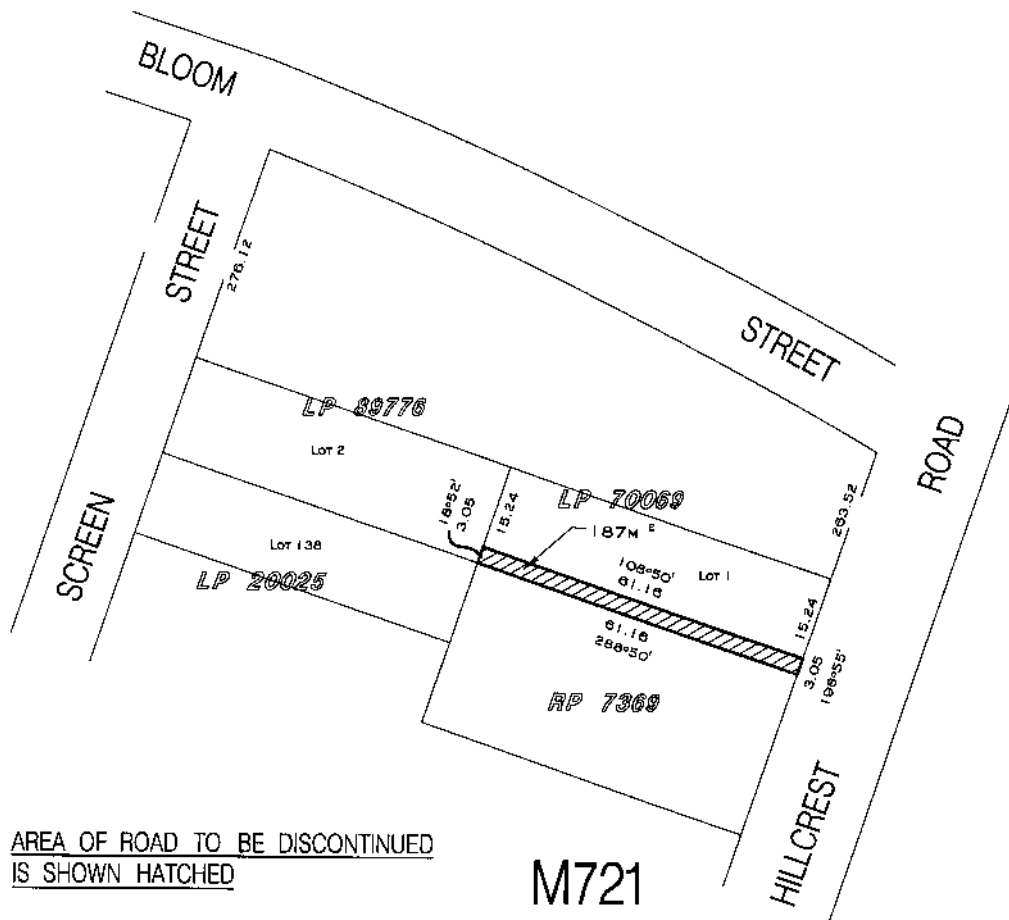 BLOOM
STREET
276.12
STREET
ROAD
LP 89776
LOT 2
18°52'
3.05
15.24
LP 70069
187M²
263.52
108°50'
61.16
LOT 1
SCREEN
LOT 138
LP 20025
61.16
288°50'
15.24
3.05
198°55'
RP 7369
HILLCREST
AREA OF ROAD TO BE DISCONTINUED
IS SHOWN HATCHED
M721